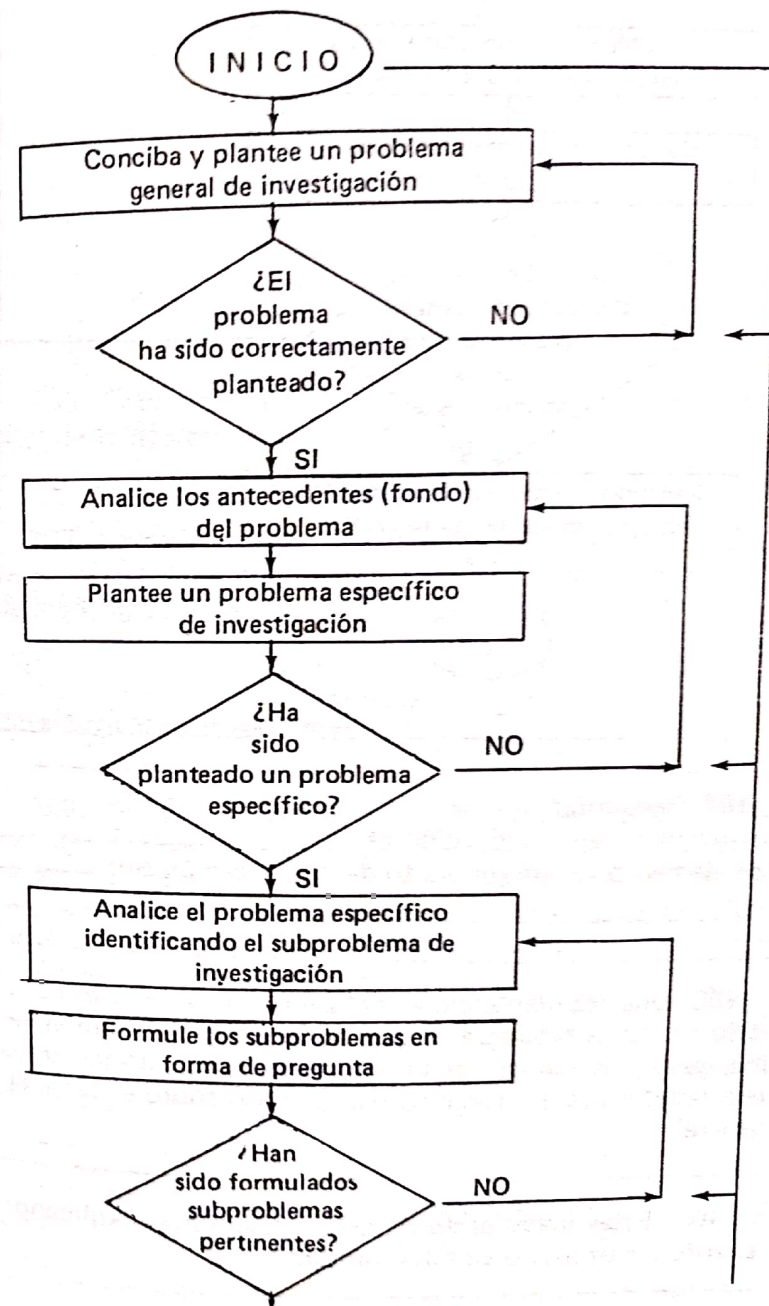 INICIO
Conciba y plantee un problema
general de investigación
¿El
problema
ha sido correctamente
planteado?
NO
SI
Analice los antecedentes (fondo)
del problema
Plantee un problema específico
de investigación
¿Ha
sido
planteado un problema
específico?
NO
SI
Analice el problema específico
identificando el subproblema de
investigación
Formule los subproblemas en
forma de pregunta
¿Han
sido formulados
subproblemas
pertinentes?
NO